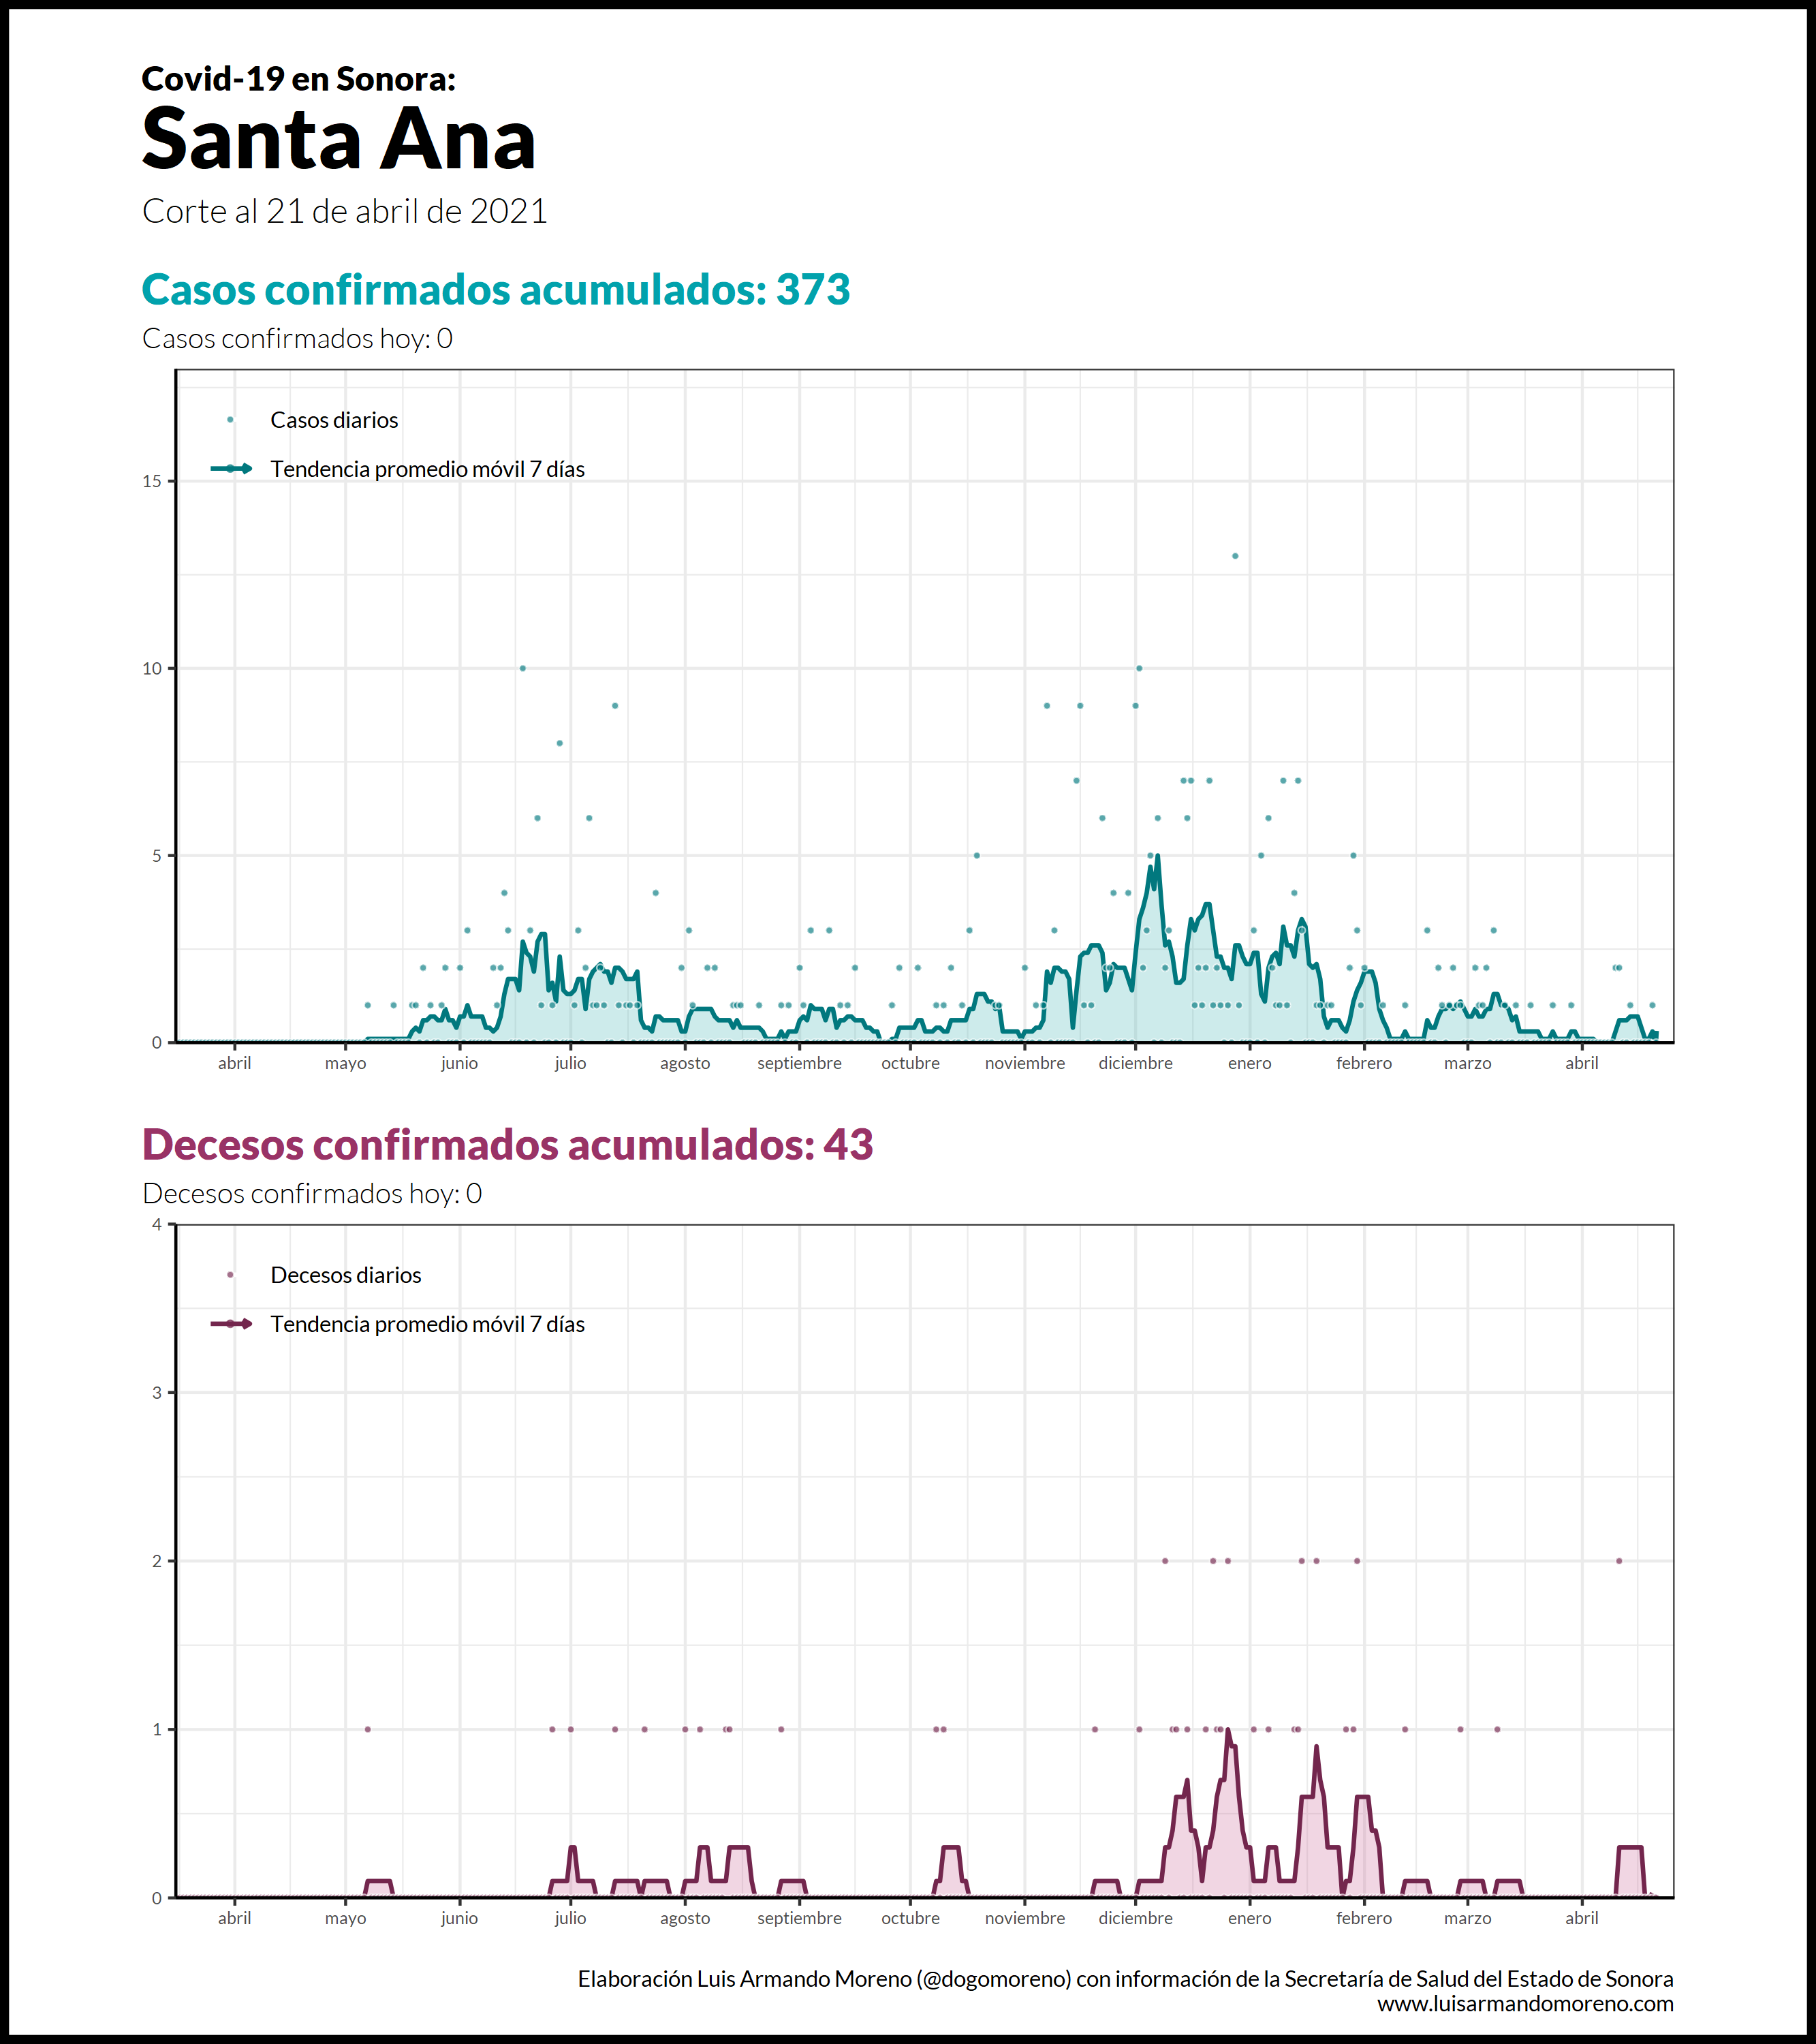 Covid-19 en Sonora:
Santa Ana
Corte al 21 de abril de 2021
Casos confirmados acumulados: 373
Casos confirmados hoy: 0
Casos diarios
Tendencia promedio móvil 7 días
15
10
5
0
abril mayo junio julio agosto septiembre octubre noviembre diciembre enero febrero marzo abril
Decesos confirmados acumulados: 43
Decesos confirmados hoy: 0
4
Decesos diarios
Tendencia promedio móvil 7 días
3
2
1
0
abril mayo junio julio agosto septiembre octubre noviembre diciembre enero febrero marzo abril
Elaboración Luis Armando Moreno (@dogomoreno) con información de la Secretaría de Salud del Estado de Sonora
www.luisarmandomoreno.com